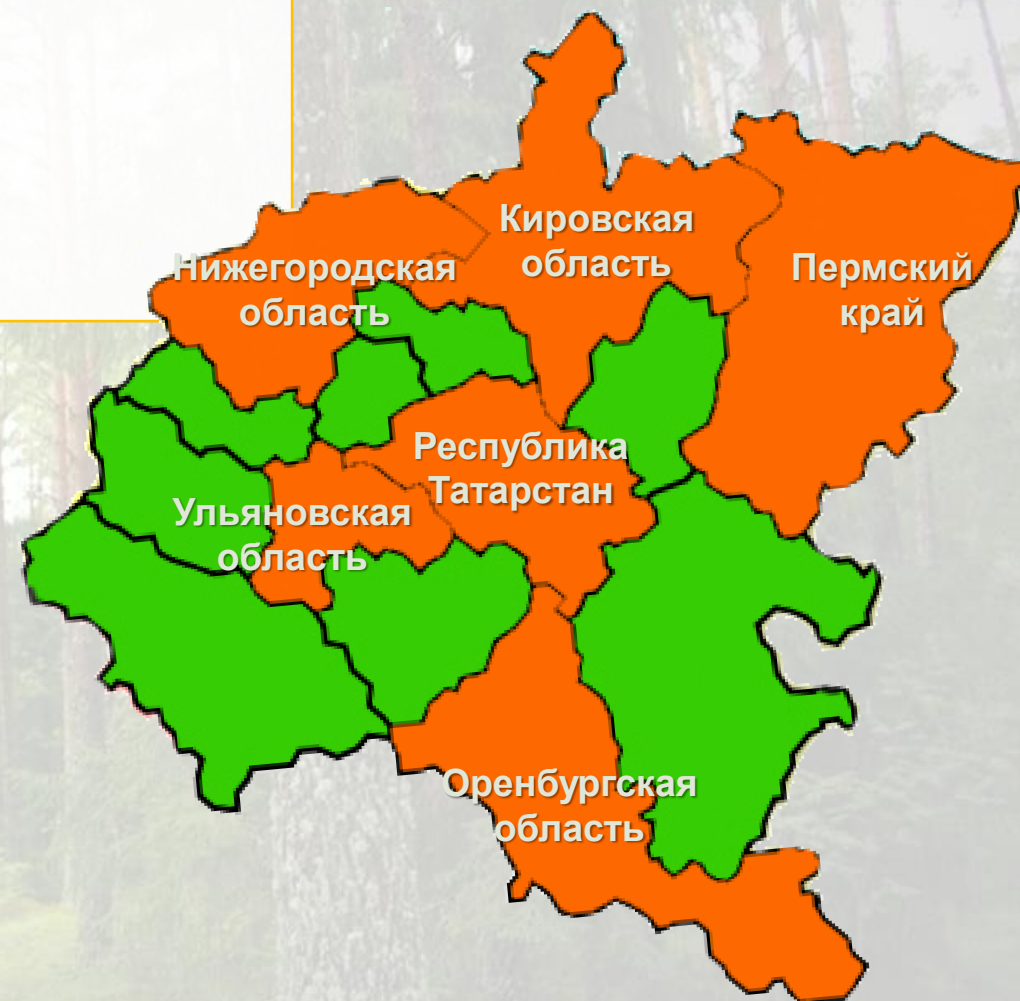 Кировская
область
Нижегородская
область
Пермский
край
Республика
Татарстан
Ульяновская
область
Оренбургская
область